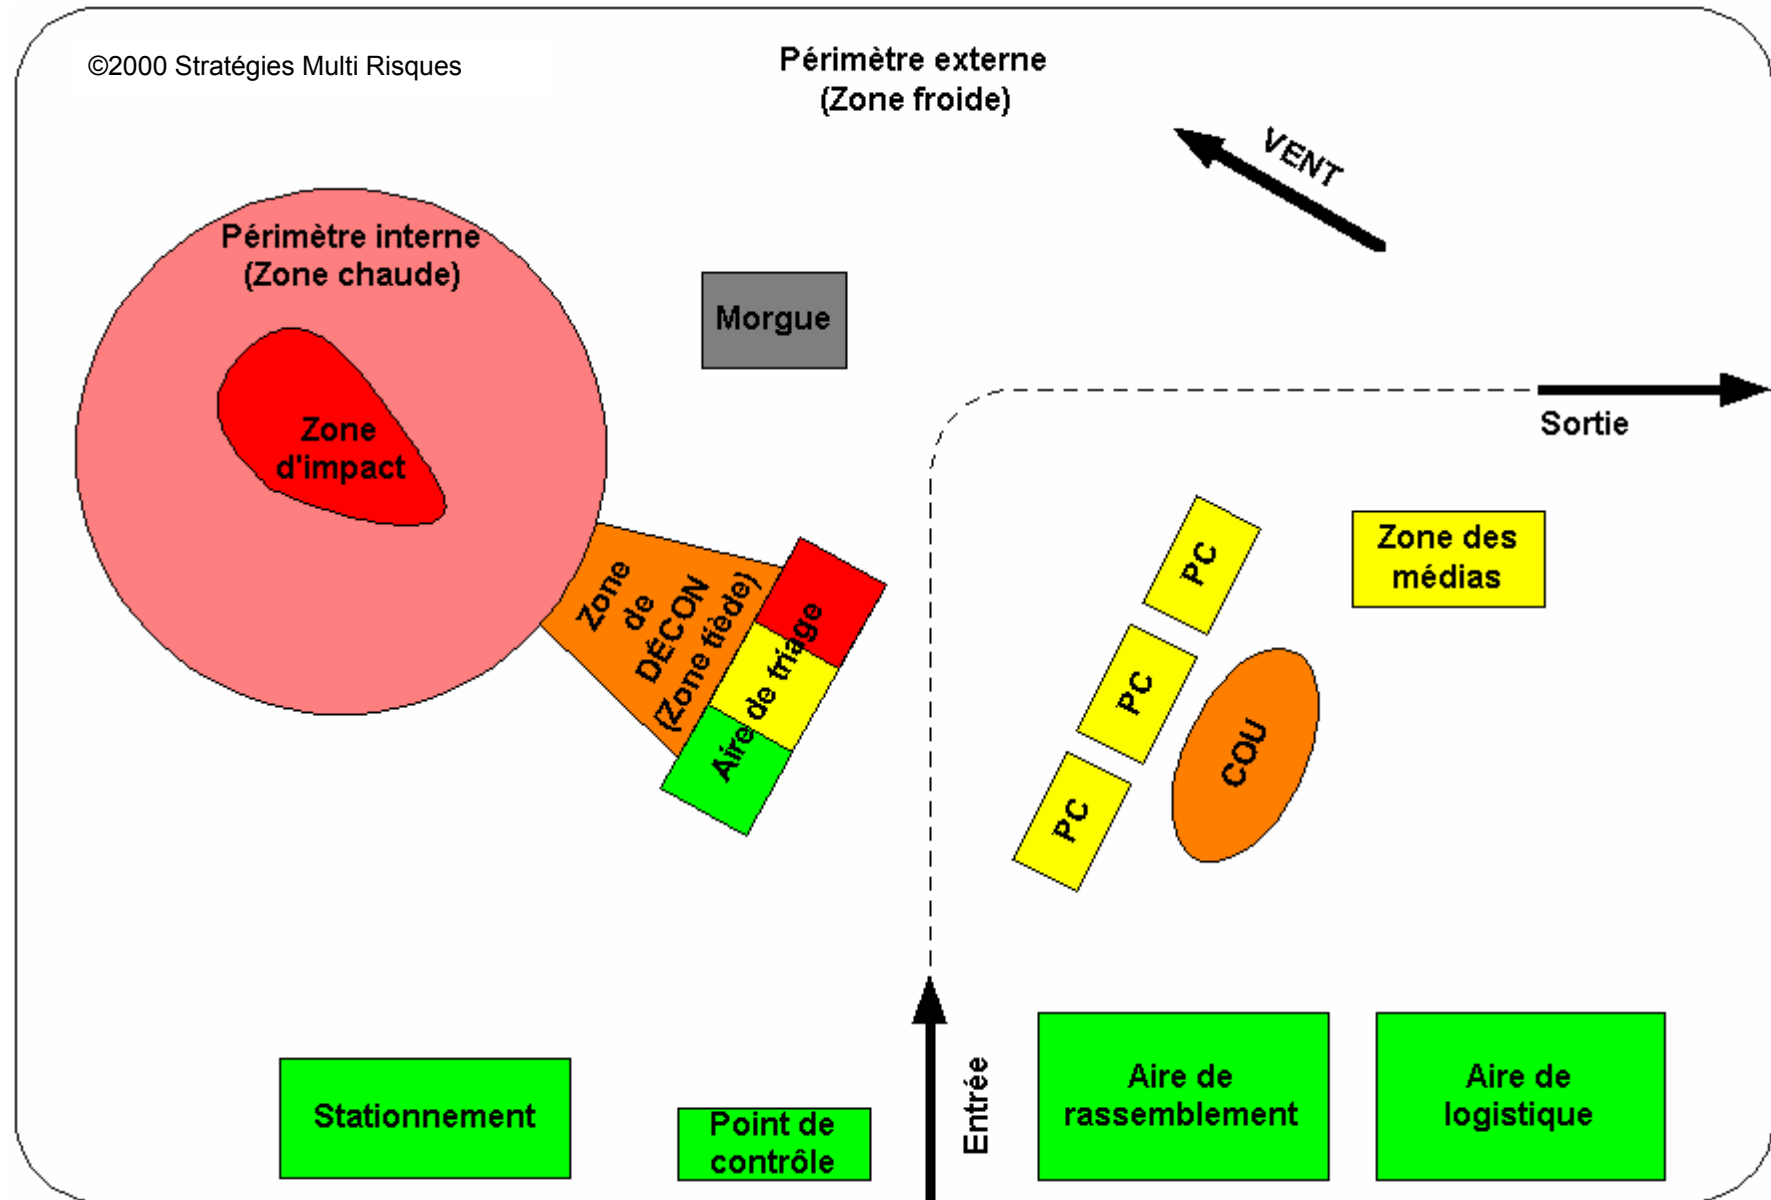 ©2000 Stratégies Multi Risques
Périmètre externe
(Zone froide)
VENT
Périmètre interne
(Zone chaude)
Morgue
Zone
d'impact
Sortie
Zone
de
DÉCON
(Zone tiède)
Aire de triage
PC
PC
PC
COU
Zone des
médias
Entrée
Stationnement
Point de
contrôle
Aire de
rassemblement
Aire de
logistique